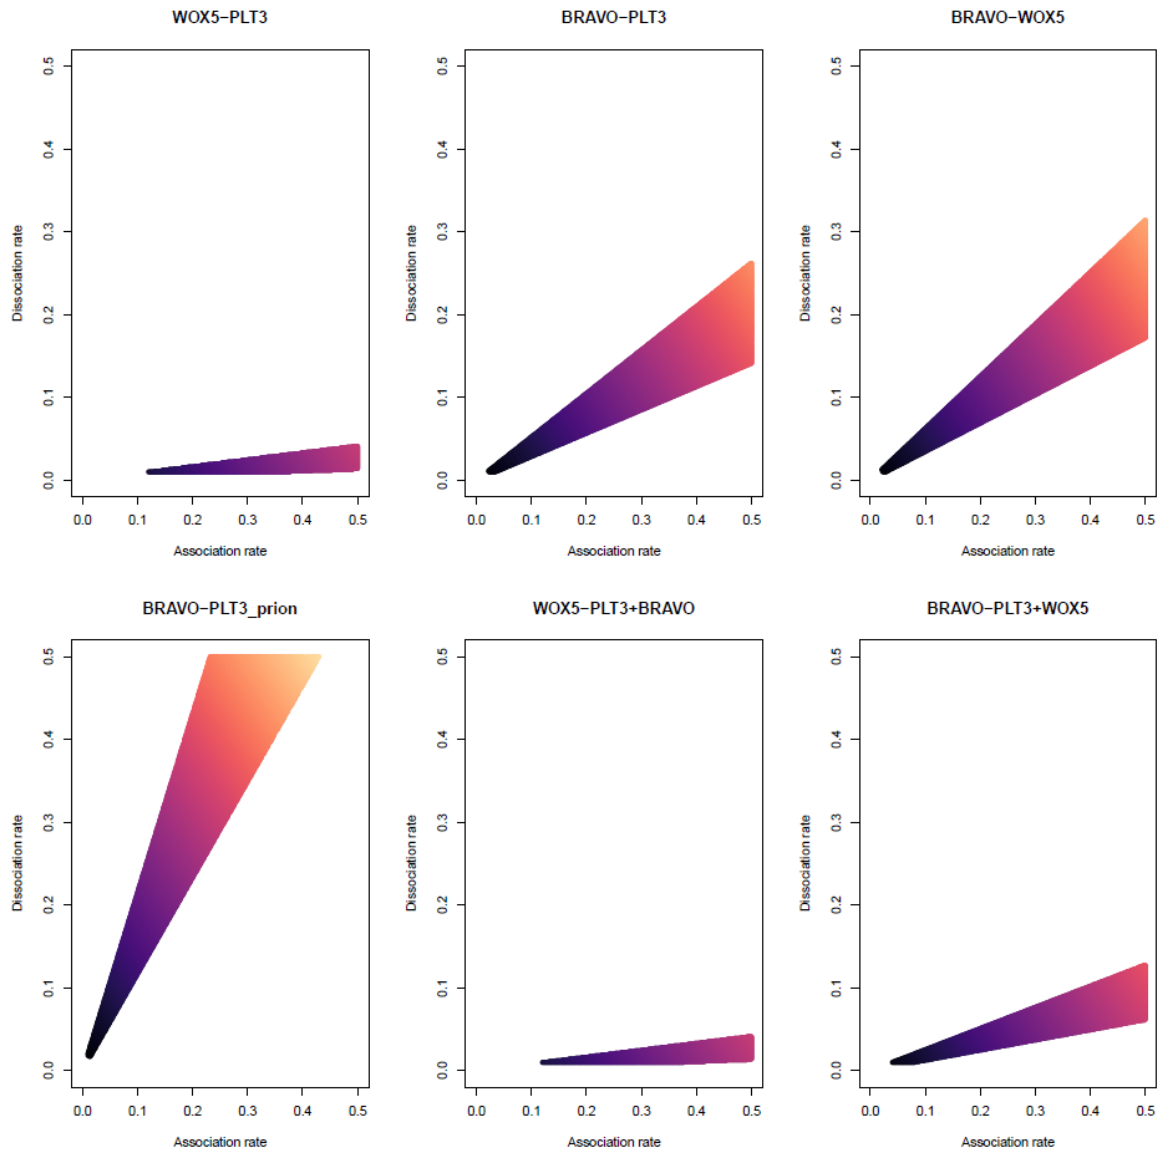 WOX5−PLT3
BRAVO−PLT3
BRAVO−WOX5
Dissociation rate
0.5
0.4
0.3
0.2
0.1
0.0
0.0 0.1 0.2 0.3 0.4 0.5
Association rate
Dissociation rate
0.5
0.4
0.3
0.2
0.1
0.0
0.0 0.1 0.2 0.3 0.4 0.5
Association rate
Dissociation rate
0.5
0.4
0.3
0.2
0.1
0.0
0.0 0.1 0.2 0.3 0.4 0.5
Association rate
BRAVO−PLT3_prion
WOX5−PLT3+BRAVO
BRAVO−PLT3+WOX5
Dissociation rate
0.5
0.4
0.3
0.2
0.1
0.0
0.0 0.1 0.2 0.3 0.4 0.5
Association rate
Dissociation rate
0.5
0.4
0.3
0.2
0.1
0.0
0.0 0.1 0.2 0.3 0.4 0.5
Association rate
Dissociation rate
0.5
0.4
0.3
0.2
0.1
0.0
0.0 0.1 0.2 0.3 0.4 0.5
Association rate